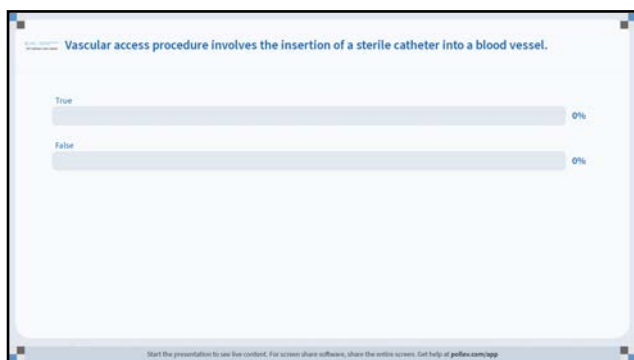 Vascular access procedure involves the insertion of a sterile catheter into a blood vessel.
True
0%
False
0%
Start the presentation to see live content. For screen share software, share the entire screen. Get help at pollev.com/app